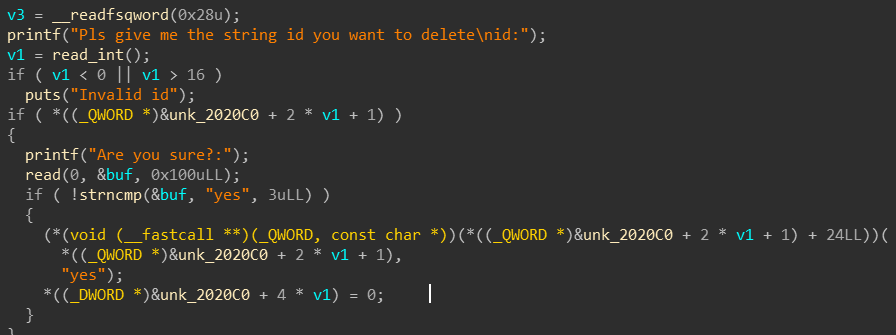 v3 = __readfsqword(0x28u);
printf("Pls give me the string id you want to delete\nid:");
v1 = read_int();
if ( v1 < 0 || v1 > 16 )
puts("Invalid id");
if ( *((_QWORD *)&unk_2020C0 + 2 * v1 + 1) )
{
printf("Are you sure?:");
read(0, &buf, 0x100uLL);
if ( !strncmp(&buf, "yes", 3uLL) )
{
(*(void (__fastcall **)(_QWORD, const char *))(*((_QWORD *)&unk_2020C0 + 2 * v1 + 1) + 24LL))(
*((_QWORD *)&unk_2020C0 + 2 * v1 + 1),
"yes");
*((_DWORD *)&unk_2020C0 + 4 * v1) = 0;
}
}